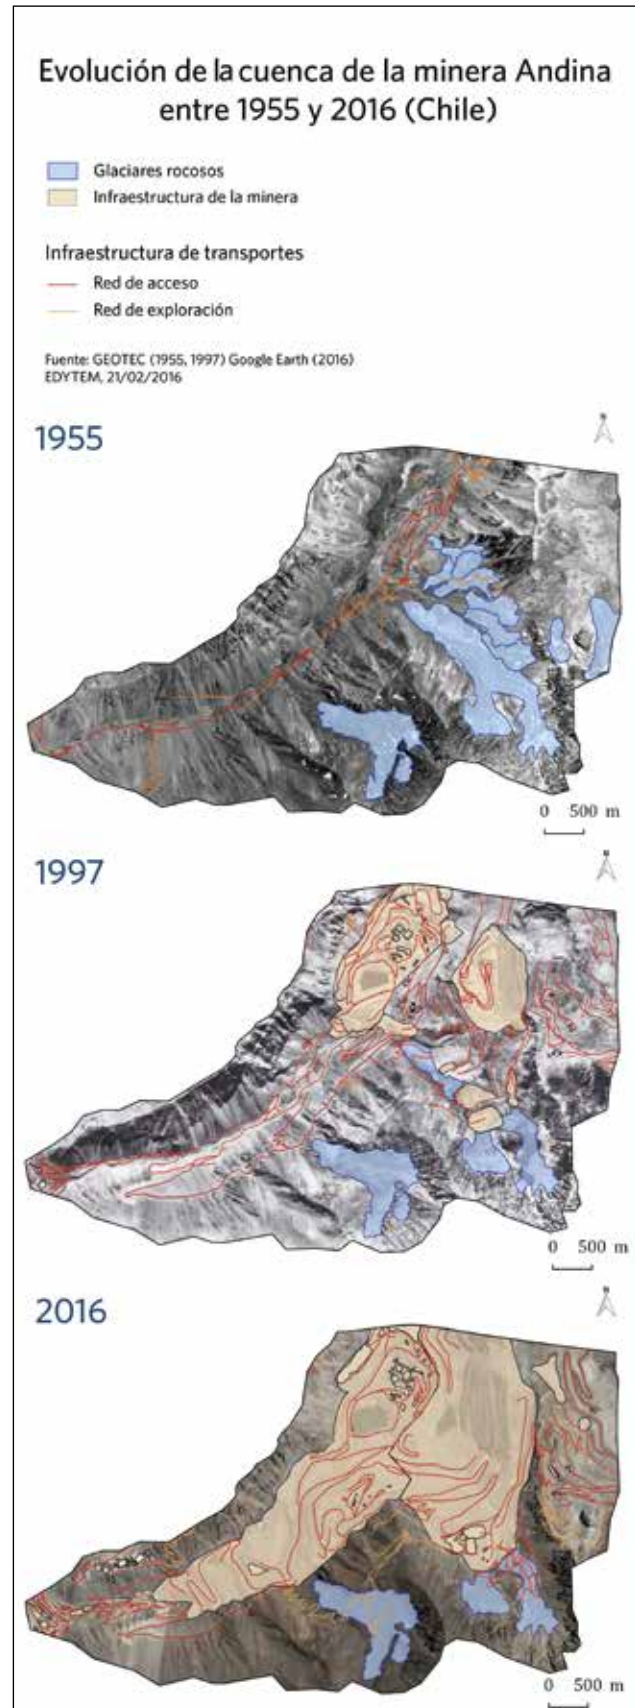 Evolución de la cuenca de la minera Andina
entre 1955 y 2016 (Chile)
Glaciares rocosos
Infraestructura de la minera
Infraestructura de transportes
Red de acceso
Red de exploración
Fuente: GEOTEC (1955, 1997) Google Earth (2016)
EDYTEM, 21/02/2016
1955
N
0 500 m
1997
N
0 500 m
2016
N
0 500 m